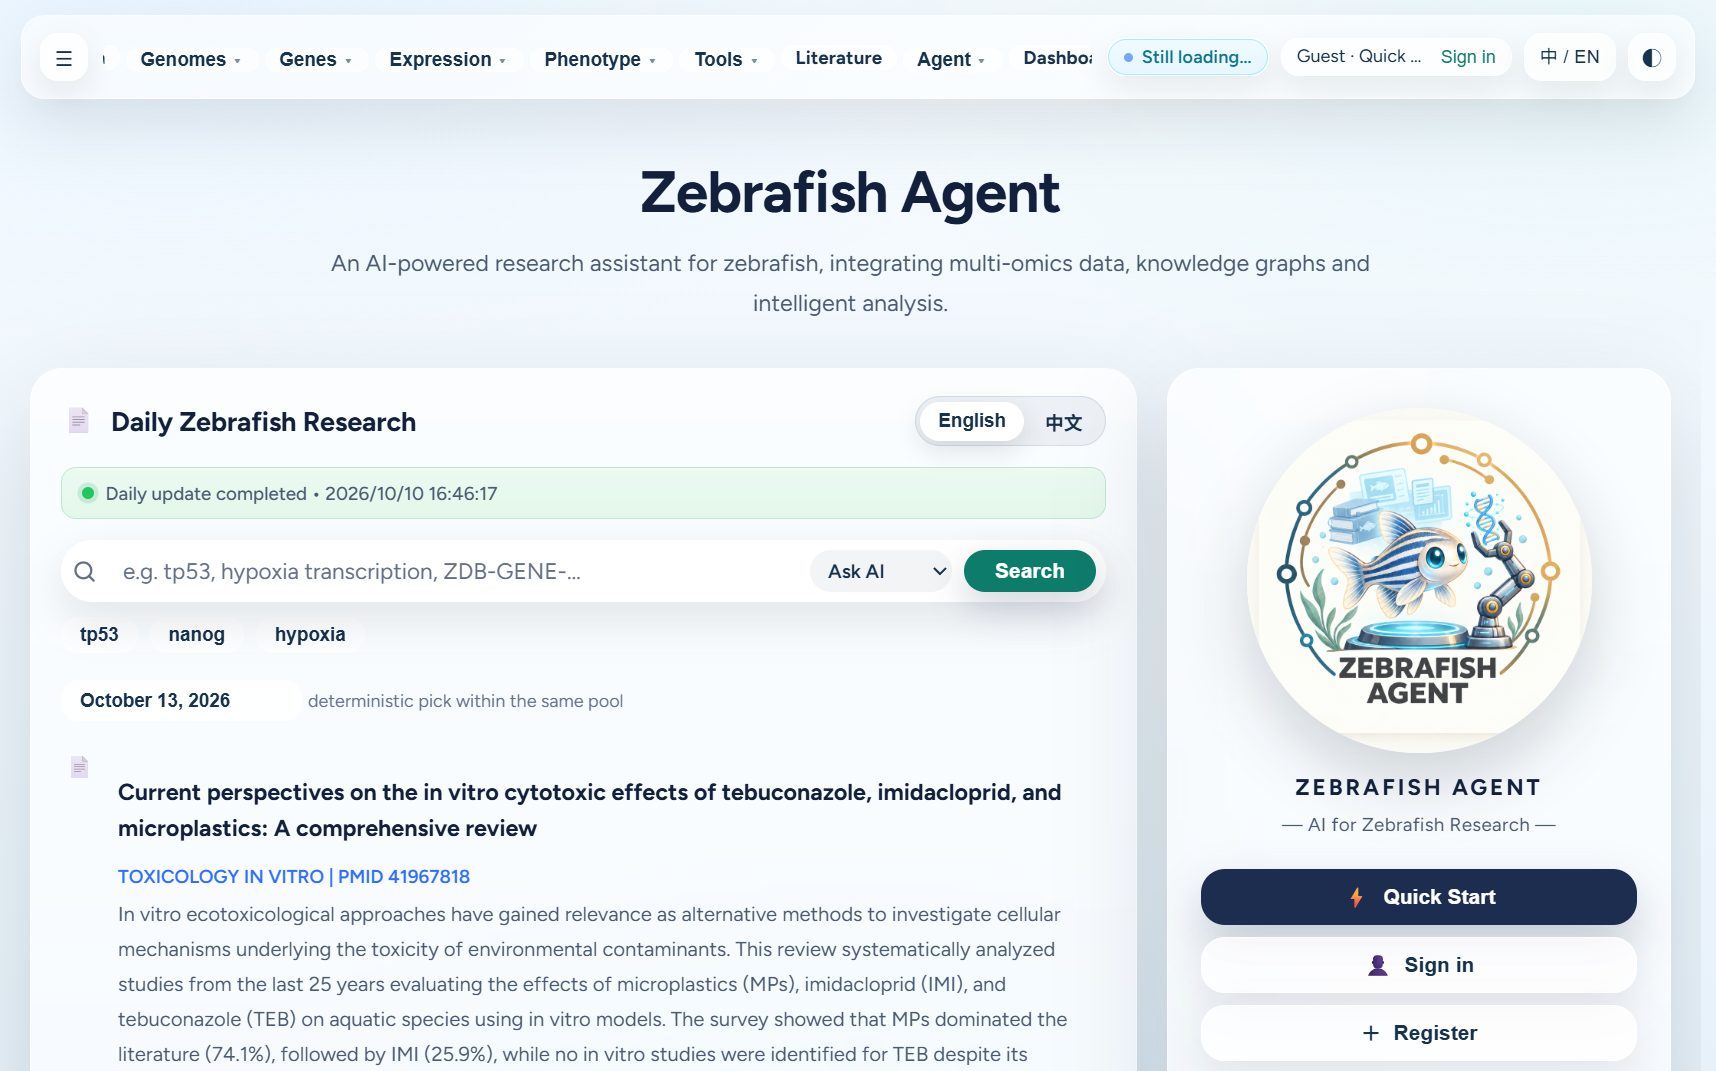 Genomes
Genes
Expression
Phenotype
Tools
Literature
Agent
Still loading...
Guest · Quick ...
Sign in
中 / EN
Zebrafish Agent
An AI-powered research assistant for zebrafish, integrating multi-omics data, knowledge graphs and
intelligent analysis.
Daily Zebrafish Research
English
中文
Daily update completed • 2026/10/10 16:46:17
e.g. tp53, hypoxia transcription, ZDB-GENE-...
Ask AI
Search
tp53
nanog
hypoxia
October 13, 2026
deterministic pick within the same pool
Current perspectives on the in vitro cytotoxic effects of tebuconazole, imidacloprid, and
microplastics: A comprehensive review
TOXICOLOGY IN VITRO | PMID 41967818
In vitro ecotoxicological approaches have gained relevance as alternative methods to investigate cellular
mechanisms underlying the toxicity of environmental contaminants. This review systematically analyzed
studies from the last 25 years evaluating the effects of microplastics (MPs), imidacloprid (IMI), and
tebuconazole (TEB) on aquatic species using in vitro models. The survey showed that MPs dominated the
literature (74.1%), followed by IMI (25.9%), while no in vitro studies were identified for TEB despite its
ZEBRAFISH
AGENT
ZEBRAFISH AGENT
— AI for Zebrafish Research —
Quick Start
Sign in
Register